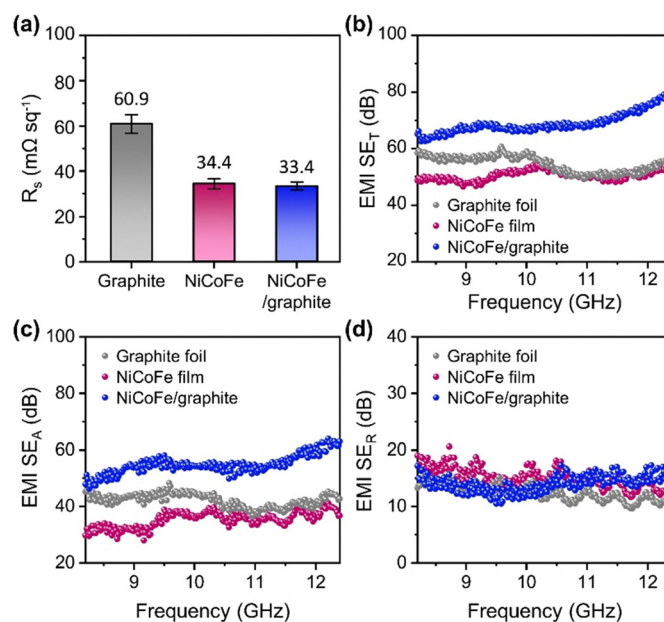 (a)
100
80
60
40
20
0
Rs (mΩ sq⁻¹)
60.9
34.4
33.4
Graphite
NiCoFe
NiCoFe
/graphite
(b)
100
80
60
40
20
EMI SET (dB)
Graphite foil
NiCoFe film
NiCoFe/graphite
9 10 11 12
Frequency (GHz)
(c)
100
80
60
40
20
EMI SEA (dB)
Graphite foil
NiCoFe film
NiCoFe/graphite
9 10 11 12
Frequency (GHz)
(d)
40
30
20
10
0
EMI SER (dB)
Graphite foil
NiCoFe film
NiCoFe/graphite
9 10 11 12
Frequency (GHz)